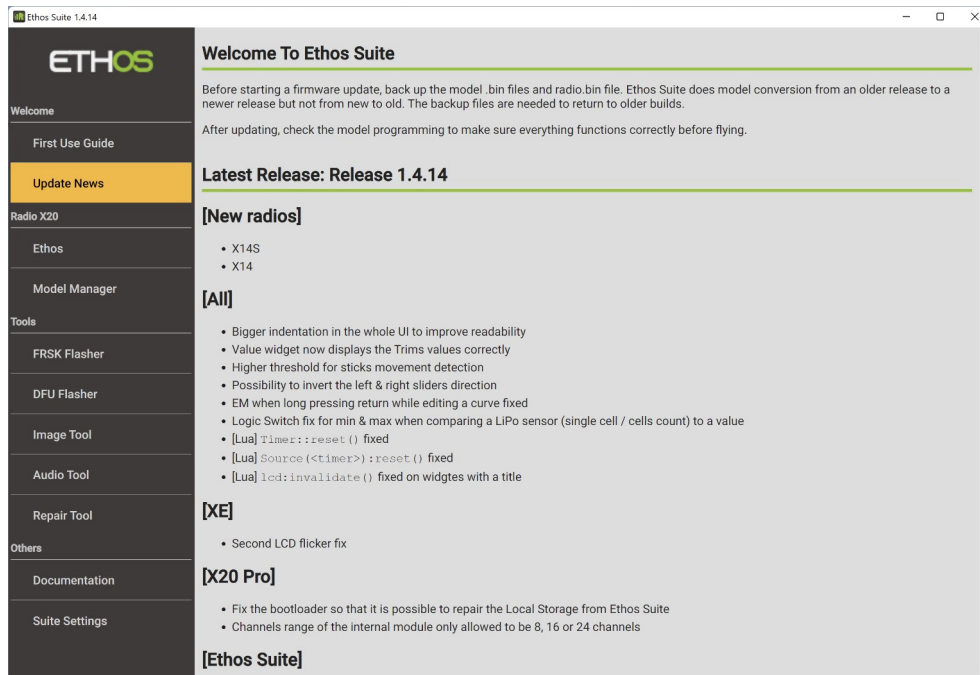 Ethos Suite 1.4.14
ETHOS
Welcome
First Use Guide
Update News
Radio X20
Ethos
Model Manager
Tools
FRSK Flasher
DFU Flasher
Image Tool
Audio Tool
Repair Tool
Others
Documentation
Suite Settings
Welcome To Ethos Suite
Before starting a firmware update, back up the model .bin files and radio.bin file. Ethos Suite does model conversion from an older release to a
newer release but not from new to old. The backup files are needed to return to older builds.
After updating, check the model programming to make sure everything functions correctly before flying.
Latest Release: Release 1.4.14
[New radios]
• X14S
• X14
[All]
• Bigger indentation in the whole UI to improve readability
• Value widget now displays the Trims values correctly
• Higher threshold for sticks movement detection
• Possibility to invert the left & right sliders direction
• EM when long pressing return while editing a curve fixed
• Logic Switch fix for min & max when comparing a LiPo sensor (single cell / cells count) to a value
• [Lua] Timer::reset() fixed
• [Lua] Source(<timer>):reset() fixed
• [Lua] lcd:invalidate() fixed on widgtes with a title
[XE]
• Second LCD flicker fix
[X20 Pro]
• Fix the bootloader so that it is possible to repair the Local Storage from Ethos Suite
• Channels range of the internal module only allowed to be 8, 16 or 24 channels
[Ethos Suite]